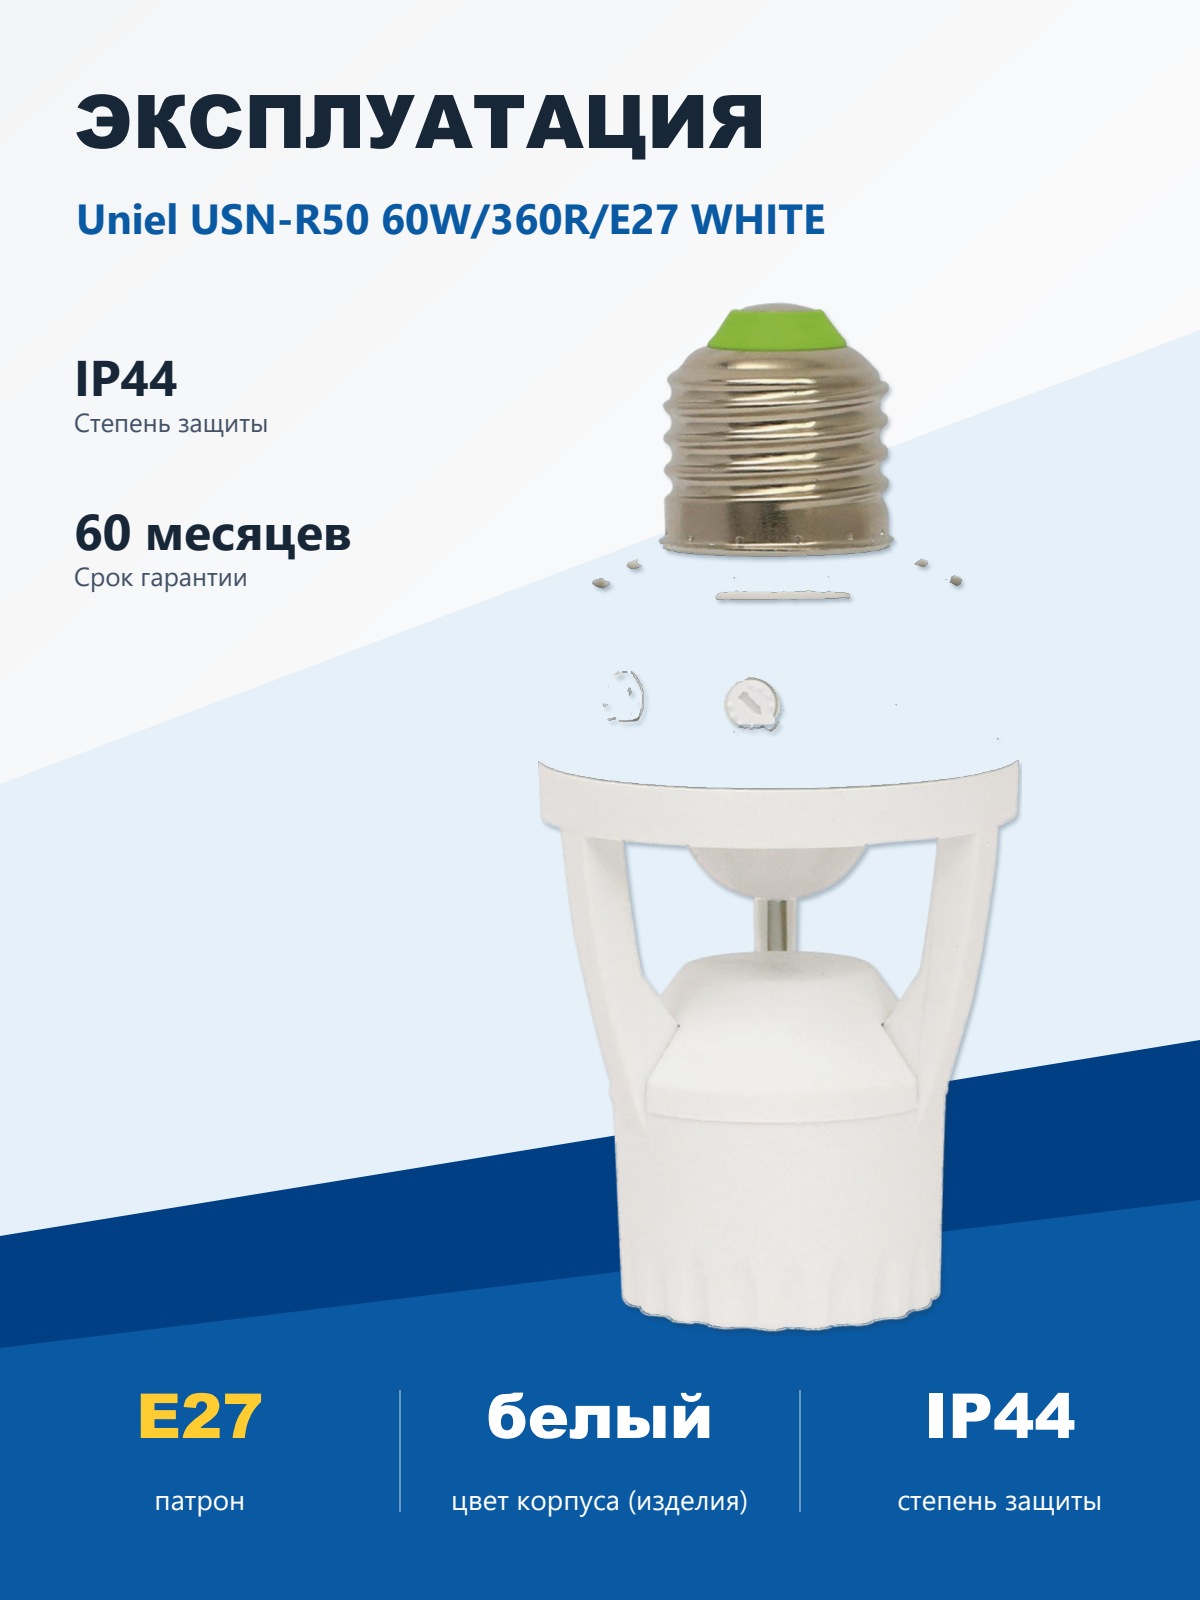 ЭКСПЛУАТАЦИЯ
Uniel USN-R50 60W/360R/E27 WHITE
IP44
Степень защиты
60 месяцев
Срок гарантии
E27
патрон
белый
цвет корпуса (изделия)
IP44
степень защиты